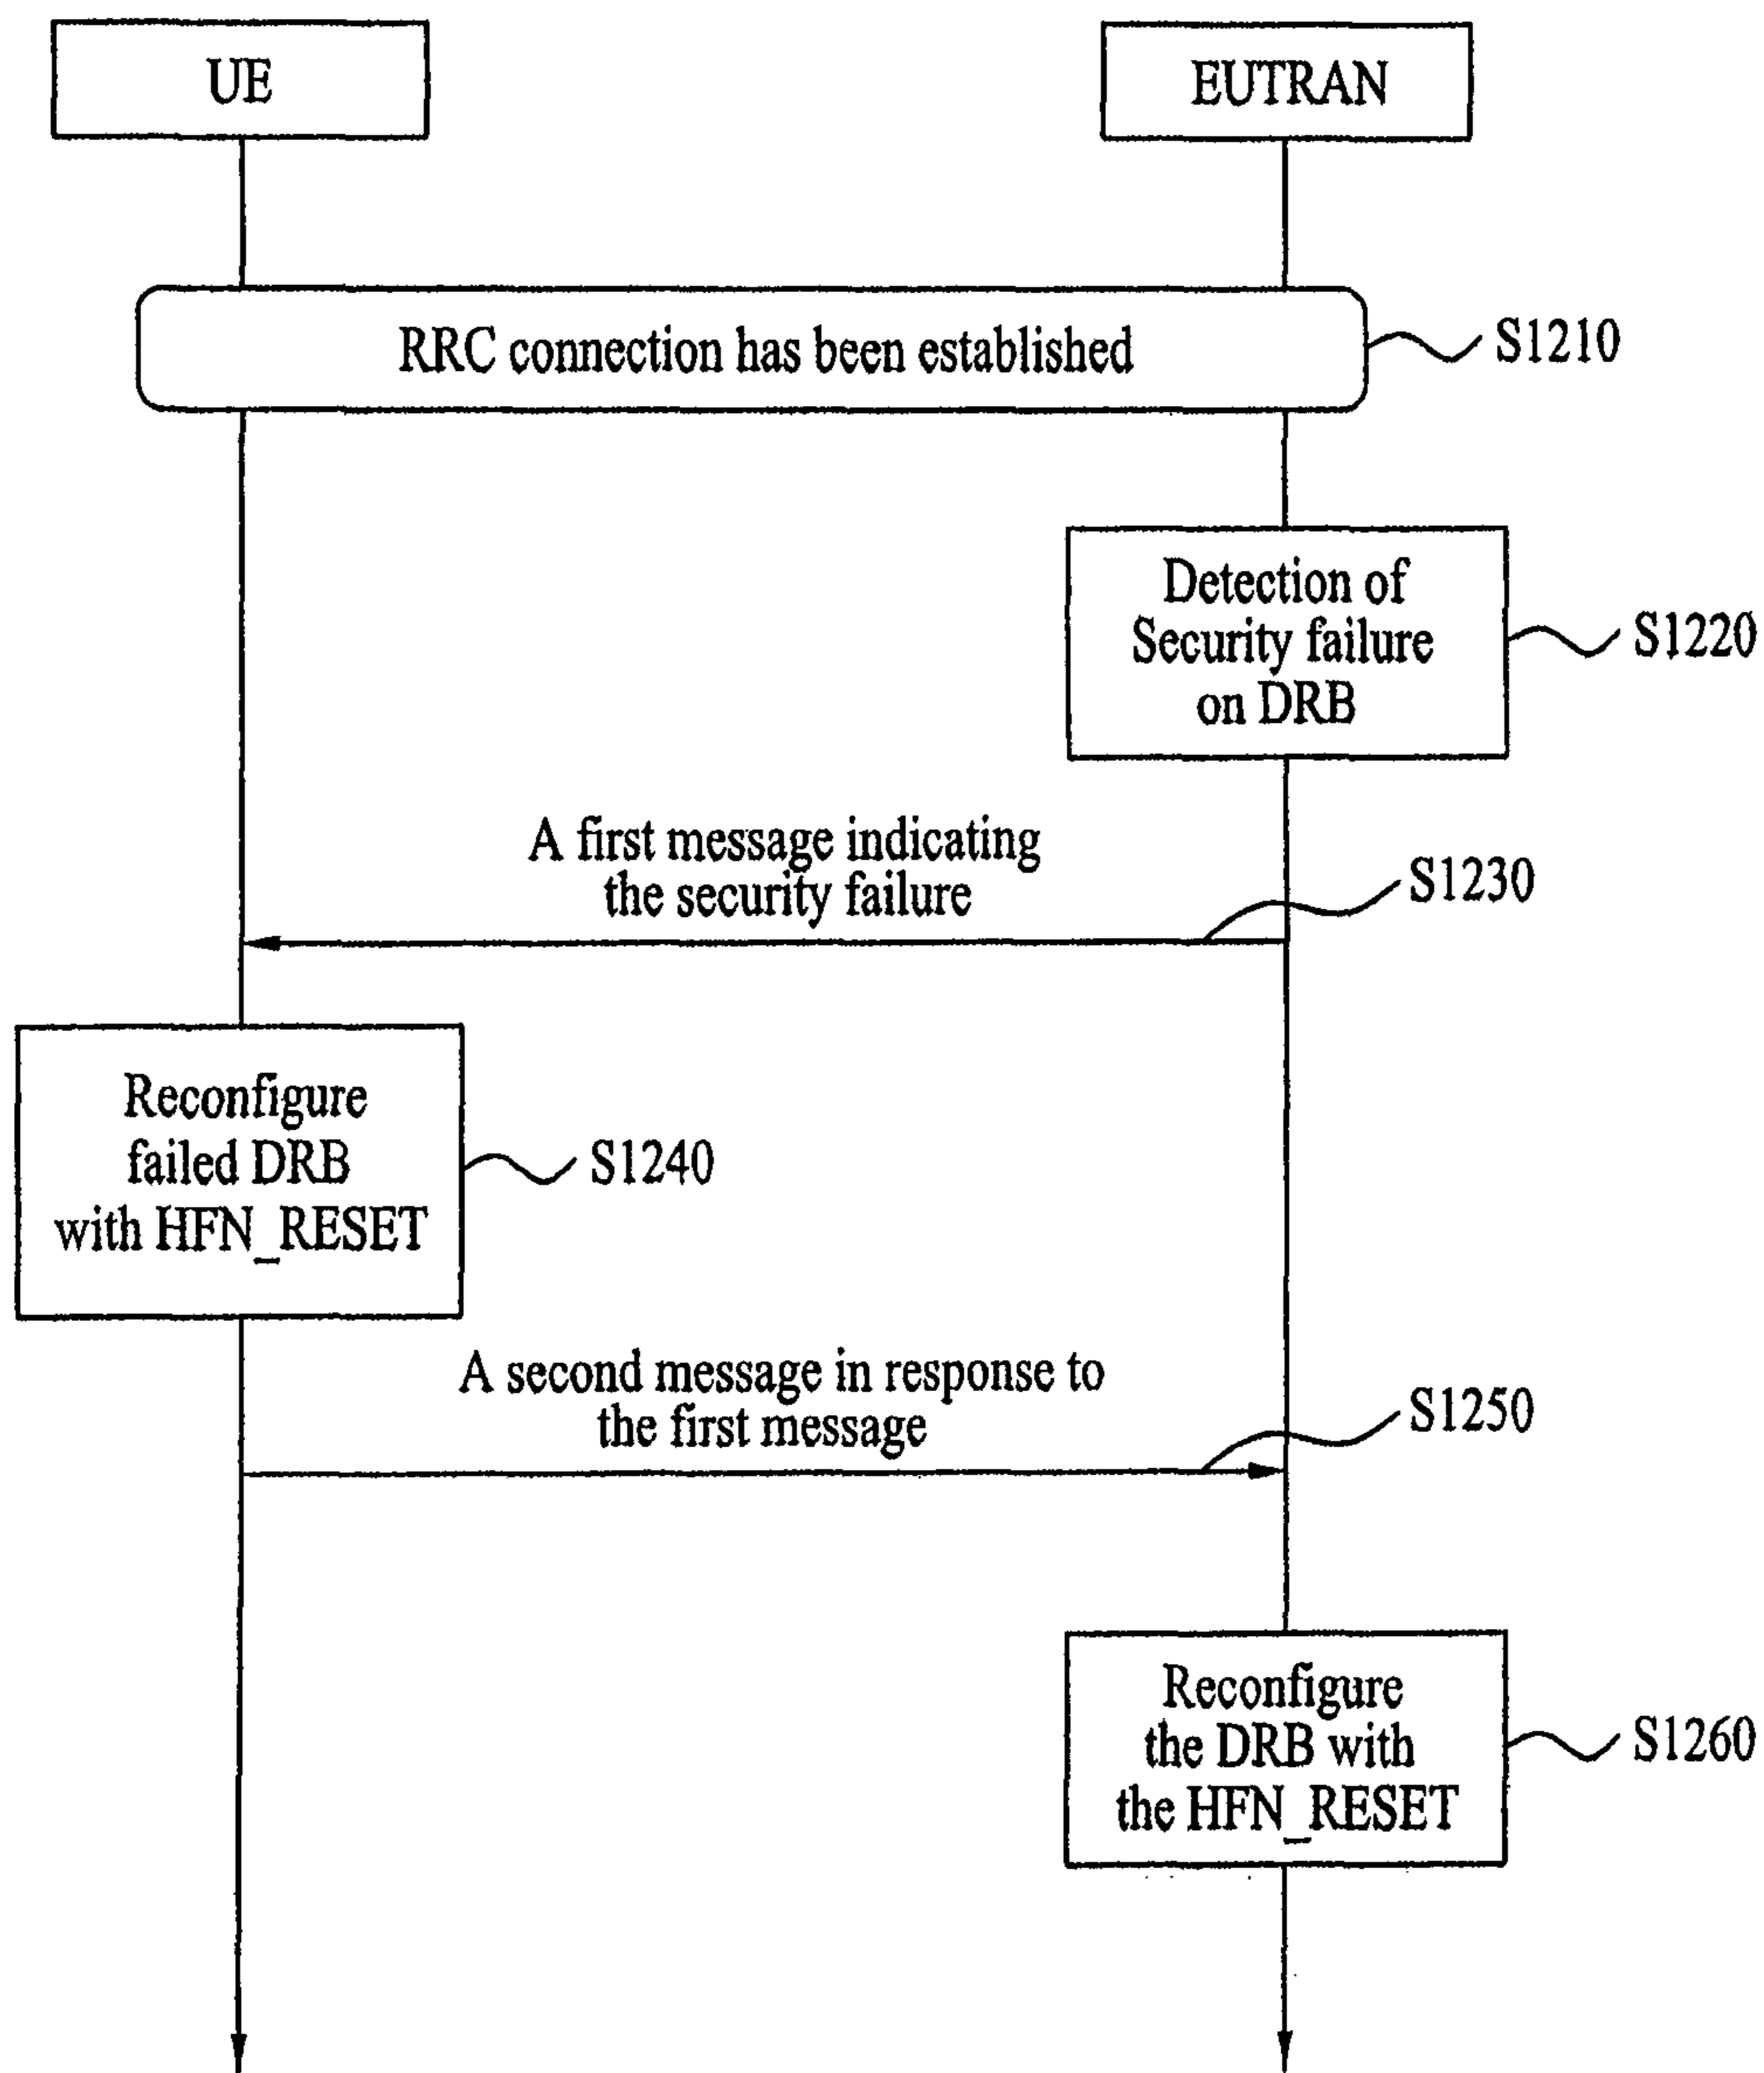 UE
EUTRAN
RRC connection has been established
S1210
Detection of
Security failure
on DRB
S1220
A first message indicating
the security failure
S1230
Reconfigure
failed DRB
with HFN_RESET
S1240
A second message in response to
the first message
S1250
Reconfigure
the DRB with
the HFN_RESET
S1260